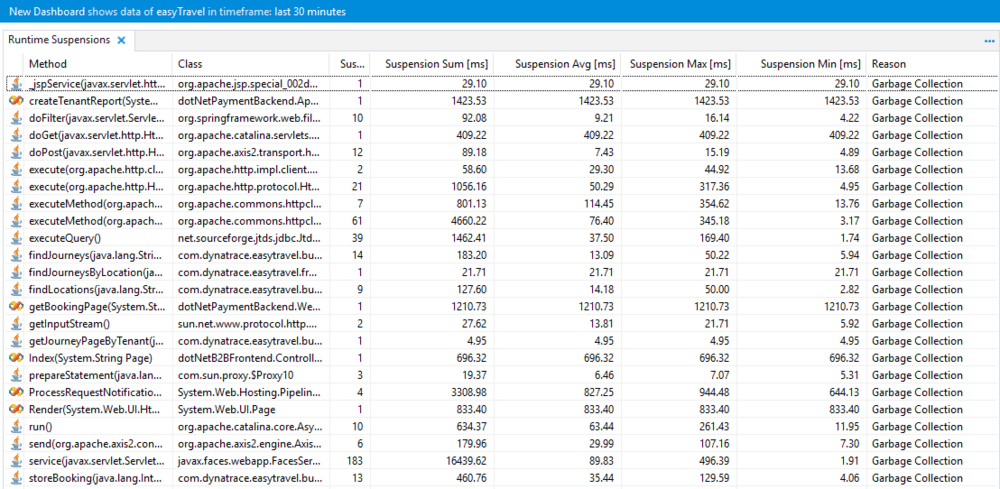 New Dashboard shows data of easyTravel in timeframe: last 30 minutes
Runtime Suspensions
Method Class Sus... Suspension Sum [ms] Suspension Avg [ms] Suspension Max [ms] Suspension Min [ms] Reason
_jspService(javax.servlet.htt... org.apache.jsp.special_002d... 1 29.10 29.10 29.10 29.10 Garbage Collection
createTenantReport(Syste... dotNetPaymentBackend.Ap... 1 1423.53 1423.53 1423.53 1423.53 Garbage Collection
doFilter(javax.servlet.Servle... org.springframework.web.fil... 10 92.08 9.21 16.14 4.22 Garbage Collection
doGet(javax.servlet.http.Ht... org.apache.catalina.servlets.... 1 409.22 409.22 409.22 409.22 Garbage Collection
doPost(javax.servlet.http.H... org.apache.axis2.transport.h... 12 89.18 7.43 15.19 4.89 Garbage Collection
execute(org.apache.http.cl... org.apache.http.impl.client.... 2 58.60 29.30 44.92 13.68 Garbage Collection
execute(org.apache.http.H... org.apache.http.protocol.Ht... 21 1056.16 50.29 317.36 4.95 Garbage Collection
executeMethod(org.apach... org.apache.commons.httpcl... 7 801.13 114.45 354.62 13.76 Garbage Collection
executeMethod(org.apach... org.apache.commons.httpcl... 61 4660.22 76.40 345.18 3.17 Garbage Collection
executeQuery() net.sourceforge.jtds.jdbc.Jtd... 39 1462.41 37.50 169.40 1.74 Garbage Collection
findJourneys(java.lang.Stri... com.dynatrace.easytravel.bu... 14 183.20 13.09 50.22 5.94 Garbage Collection
findJourneysByLocation(ja... com.dynatrace.easytravel.fr... 1 21.71 21.71 21.71 21.71 Garbage Collection
findLocations(java.lang.Str... com.dynatrace.easytravel.bu... 9 127.60 14.18 50.00 2.82 Garbage Collection
getBookingPage(System.St... dotNetPaymentBackend.We... 1 1210.73 1210.73 1210.73 1210.73 Garbage Collection
getInputStream() sun.net.www.protocol.http.... 2 27.62 13.81 21.71 5.92 Garbage Collection
getJourneyPageByTenant(j... com.dynatrace.easytravel.bu... 1 4.95 4.95 4.95 4.95 Garbage Collection
Index(System.String Page) dotNetB2BFrontend.Controll... 1 696.32 696.32 696.32 696.32 Garbage Collection
prepareStatement(java.lan... com.sun.proxy.$Proxy10 3 19.37 6.46 7.07 5.31 Garbage Collection
ProcessRequestNotificatio... System.Web.Hosting.Pipelin... 4 3308.98 827.25 944.48 644.13 Garbage Collection
Render(System.Web.UI.Ht... System.Web.UI.Page 1 833.40 833.40 833.40 833.40 Garbage Collection
run() org.apache.catalina.core.Asy... 10 634.37 63.44 261.43 11.95 Garbage Collection
send(org.apache.axis2.con... org.apache.axis2.engine.Axis... 6 179.96 29.99 107.16 7.30 Garbage Collection
service(javax.servlet.Servlet... javax.faces.webapp.FacesSer... 183 16439.62 89.83 496.39 1.91 Garbage Collection
storeBooking(java.lang.Int... com.dynatrace.easytravel.bu... 13 460.76 35.44 129.59 4.06 Garbage Collection